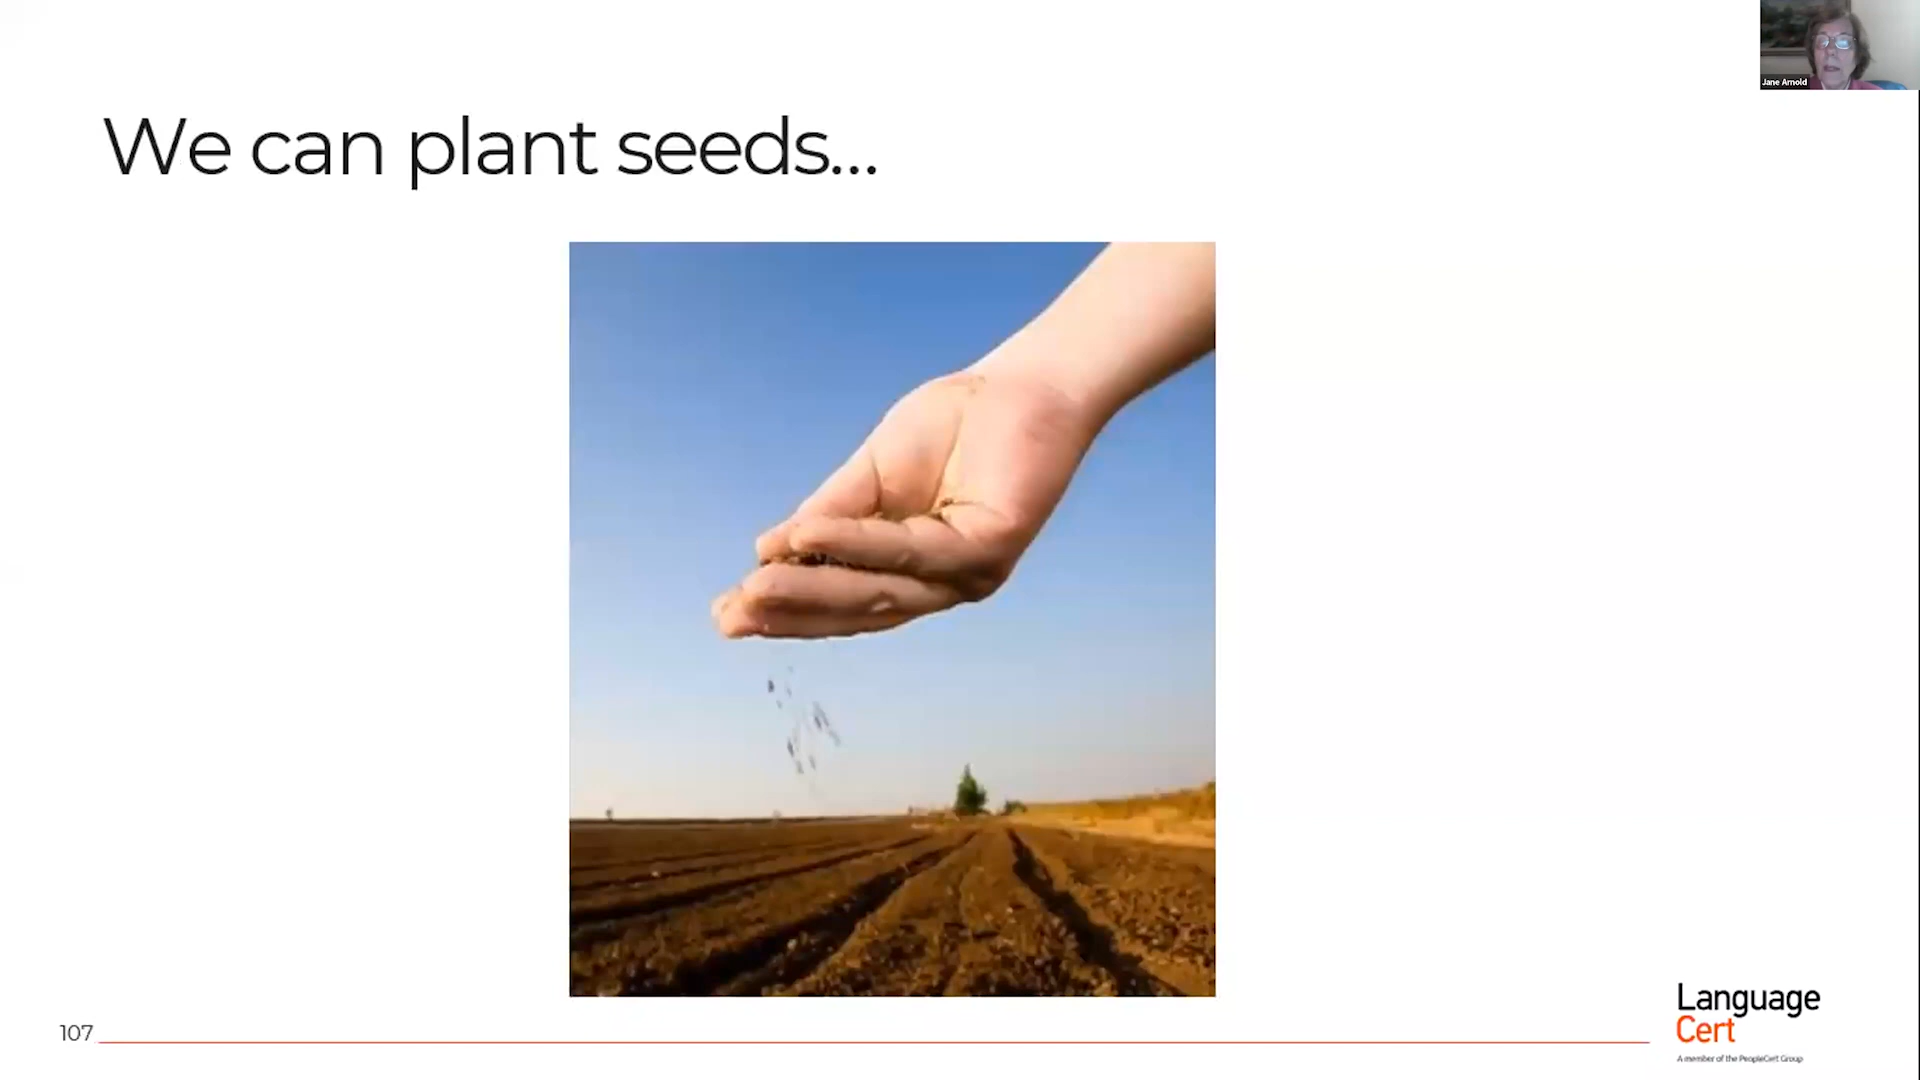 Jane Arnold
We can plant seeds...
107
Language
Cert
A member of the PeopleCert Group